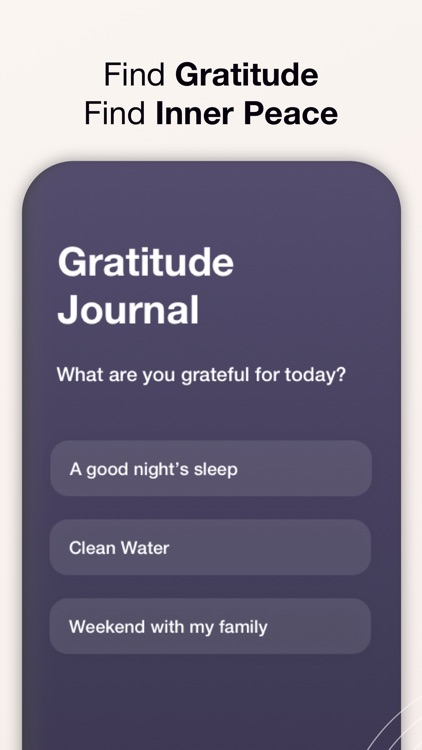 Find Gratitude
Find Inner Peace
Gratitude
Journal
What are you grateful for today?
A good night’s sleep
Clean Water
Weekend with my family